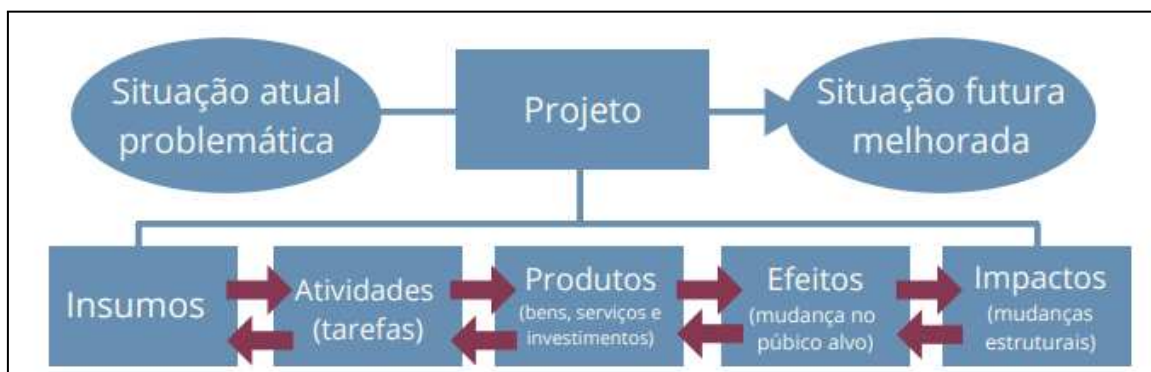 Situação atual
problemática
Projeto
Situação futura
melhorada
Insumos
Atividades
(tarefas)
Produtos
(bens, serviços e
investimentos)
Efeitos
(mudança no
púbico alvo)
Impactos
(mudanças
estruturais)